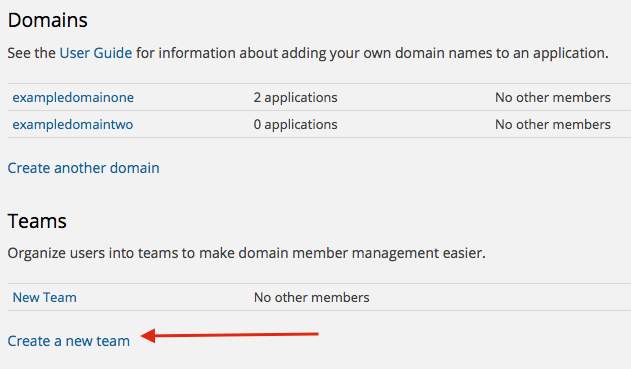 Domains
See the User Guide for information about adding your own domain names to an application.
exampledomainone 2 applications No other members
exampledomaintwo 0 applications No other members
Create another domain
Teams
Organize users into teams to make domain member management easier.
New Team No other members
Create a new team